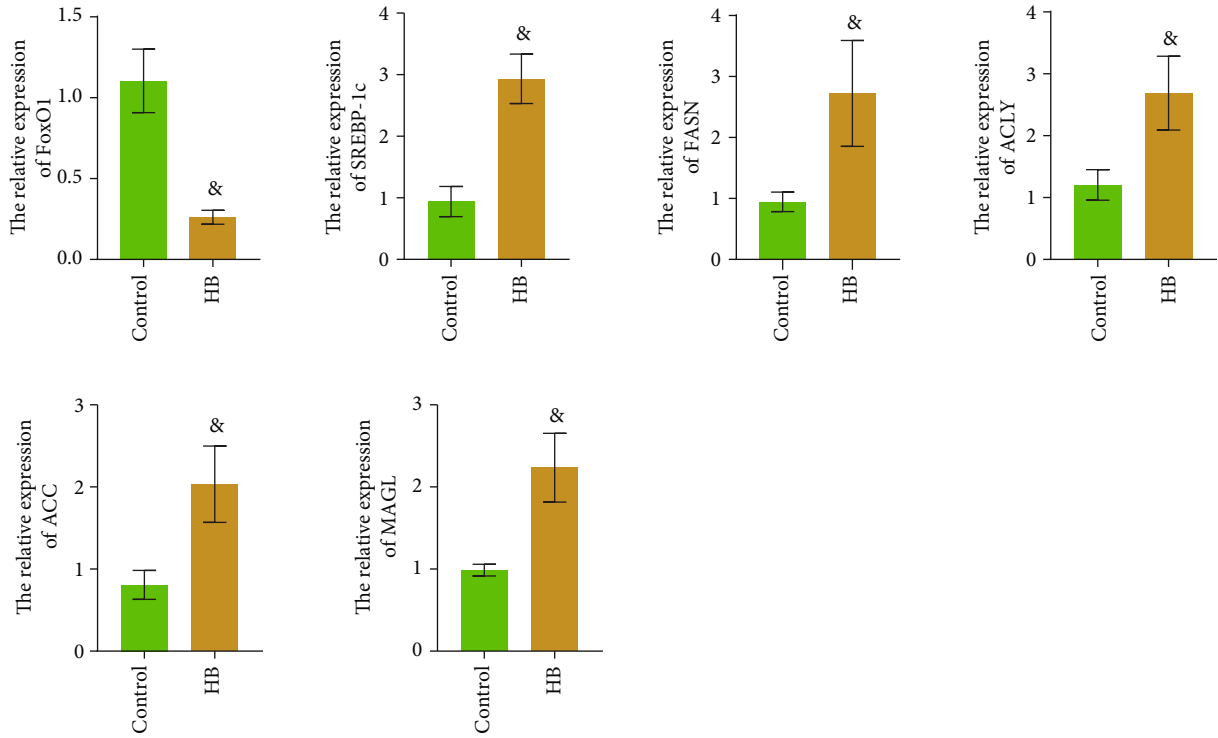 The relative expression
of FoxO1
1.5
1.0
0.5
0.0
&
Control
HB
The relative expression
of SREBP-1c
4
3
2
1
0
&
Control
HB
The relative expression
of FASN
4
3
2
1
0
&
Control
HB
The relative expression
of ACLY
4
3
2
1
0
&
Control
HB
The relative expression
of ACC
3
2
1
0
&
Control
HB
The relative expression
of MAGL
3
2
1
0
&
Control
HB